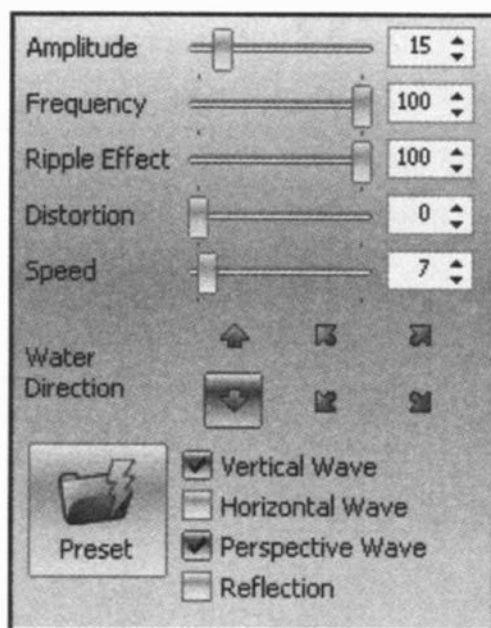 Amplitude 15
Frequency 100
Ripple Effect 100
Distortion 0
Speed 7
Water
Direction
Preset
Vertical Wave
Horizontal Wave
Perspective Wave
Reflection